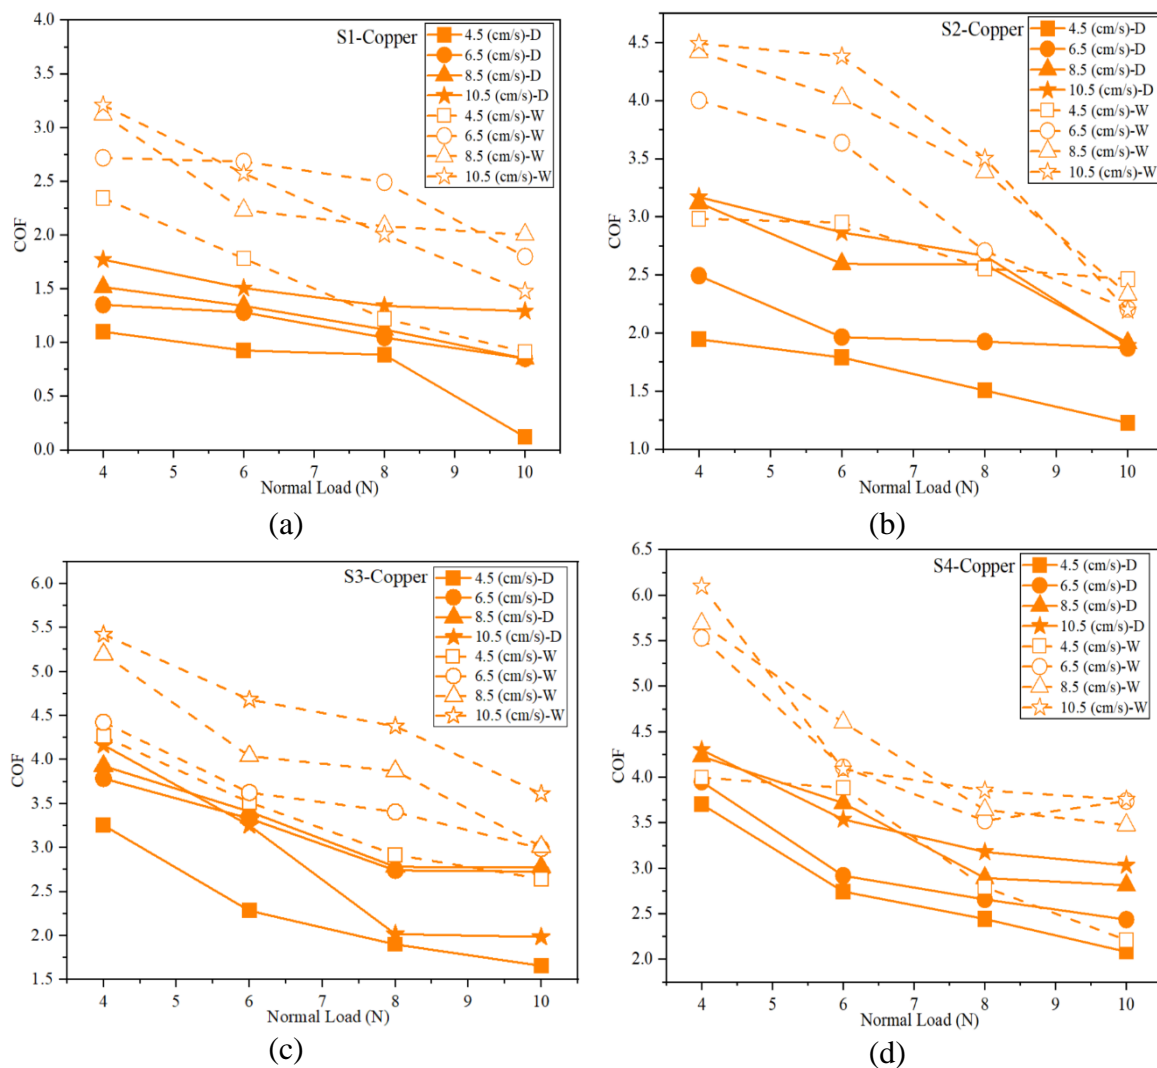 S1-Copper
4.5 (cm/s)-D
6.5 (cm/s)-D
8.5 (cm/s)-D
10.5 (cm/s)-D
4.5 (cm/s)-W
6.5 (cm/s)-W
8.5 (cm/s)-W
10.5 (cm/s)-W
COF
4.0
3.5
3.0
2.5
2.0
1.5
1.0
0.5
0.0
4 5 6 7 8 9 10
Normal Load (N)
(a)
S2-Copper
4.5 (cm/s)-D
6.5 (cm/s)-D
8.5 (cm/s)-D
10.5 (cm/s)-D
4.5 (cm/s)-W
6.5 (cm/s)-W
8.5 (cm/s)-W
10.5 (cm/s)-W
COF
4.5
4.0
3.5
3.0
2.5
2.0
1.5
1.0
4 5 6 7 8 9 10
Normal Load (N)
(b)
S3-Copper
4.5 (cm/s)-D
6.5 (cm/s)-D
8.5 (cm/s)-D
10.5 (cm/s)-D
4.5 (cm/s)-W
6.5 (cm/s)-W
8.5 (cm/s)-W
10.5 (cm/s)-W
COF
6.0
5.5
5.0
4.5
4.0
3.5
3.0
2.5
2.0
1.5
4 5 6 7 8 9 10
Normal Load (N)
(c)
S4-Copper
4.5 (cm/s)-D
6.5 (cm/s)-D
8.5 (cm/s)-D
10.5 (cm/s)-D
4.5 (cm/s)-W
6.5 (cm/s)-W
8.5 (cm/s)-W
10.5 (cm/s)-W
COF
6.5
6.0
5.5
5.0
4.5
4.0
3.5
3.0
2.5
2.0
4 5 6 7 8 9 10
Normal Load (N)
(d)